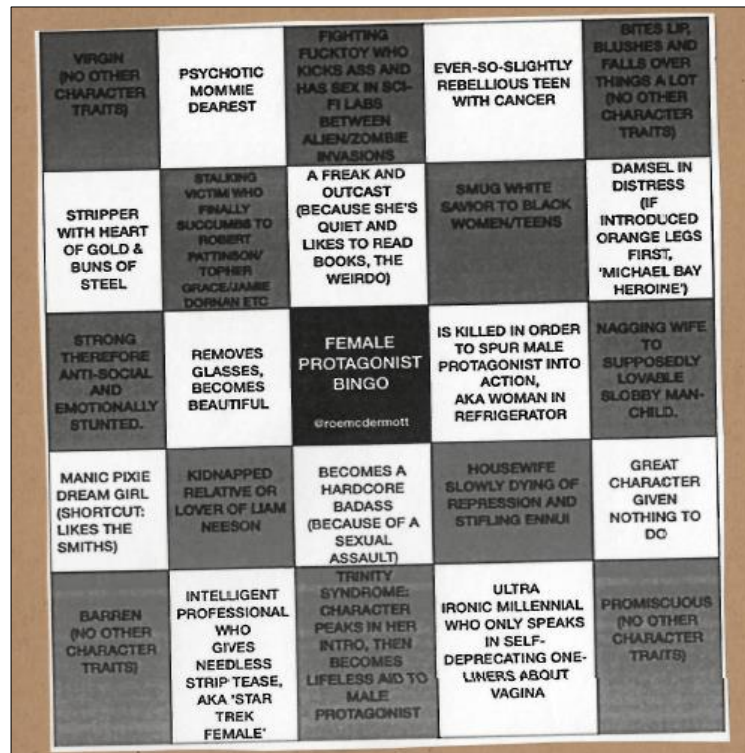 VIRGIN
(NO OTHER
CHARACTER
TRAITS)
PSYCHOTIC
MOMMIE
DEAREST
FIGHTING
FUCKTOY WHO
KICKS ASS AND
HAS SEX IN SCI-
FI LABS
BETWEEN
ALIEN/ZOMBIE
INVASIONS
EVER-SO-SLIGHTLY
REBELLIOUS TEEN
WITH CANCER
BITES LIP,
BLUSHES AND
FALLS OVER
THINGS A LOT
(NO OTHER
CHARACTER
TRAITS)
STRIPPER
WITH HEART
OF GOLD &
BUNS OF
STEEL
STALKING
VICTIM WHO
FINALLY
SUCCUMBS TO
ROBERT
PATTINSON/
TOPHER
GRACE/JAMIE
DORNAN ETC
A FREAK AND
OUTCAST
(BECAUSE SHE'S
QUIET AND
LIKES TO READ
BOOKS, THE
WEIRDO)
SMUG WHITE
SAVIOR TO BLACK
WOMEN/TEENS
DAMSEL IN
DISTRESS
(IF
INTRODUCED
ORANGE LEGS
FIRST,
'MICHAEL BAY
HEROINE')
STRONG
THEREFORE
ANTI-SOCIAL
AND
EMOTIONALLY
STUNTED.
REMOVES
GLASSES,
BECOMES
BEAUTIFUL
FEMALE
PROTAGONIST
BINGO
@roemcdermott
IS KILLED IN ORDER
TO SPUR MALE
PROTAGONIST INTO
ACTION,
AKA WOMAN IN
REFRIGERATOR
NAGGING WIFE
TO
SUPPOSEDLY
LOVABLE
SLOBBY MAN-
CHILD.
MANIC PIXIE
DREAM GIRL
(SHORTCUT:
LIKES THE
SMITHS)
KIDNAPPED
RELATIVE OR
LOVER OF LIAM
NEESON
BECOMES A
HARDCORE
BADASS
(BECAUSE OF A
SEXUAL
ASSAULT)
HOUSEWIFE
SLOWLY DYING OF
REPRESSION AND
STIFLING ENNUI
GREAT
CHARACTER
GIVEN
NOTHING TO
DO
BARREN
(NO OTHER
CHARACTER
TRAITS)
INTELLIGENT
PROFESSIONAL
WHO
GIVES
NEEDLESS
STRIP TEASE,
AKA 'STAR
TREK
FEMALE'
TRINITY
SYNDROME:
CHARACTER
PEAKS IN HER
INTRO, THEN
BECOMES
LIFELESS AID TO
MALE
PROTAGONIST
ULTRA
IRONIC MILLENNIAL
WHO ONLY SPEAKS
IN SELF-
DEPRECATING ONE-
LINERS ABOUT
VAGINA
PROMISCUOUS
(NO OTHER
CHARACTER
TRAITS)